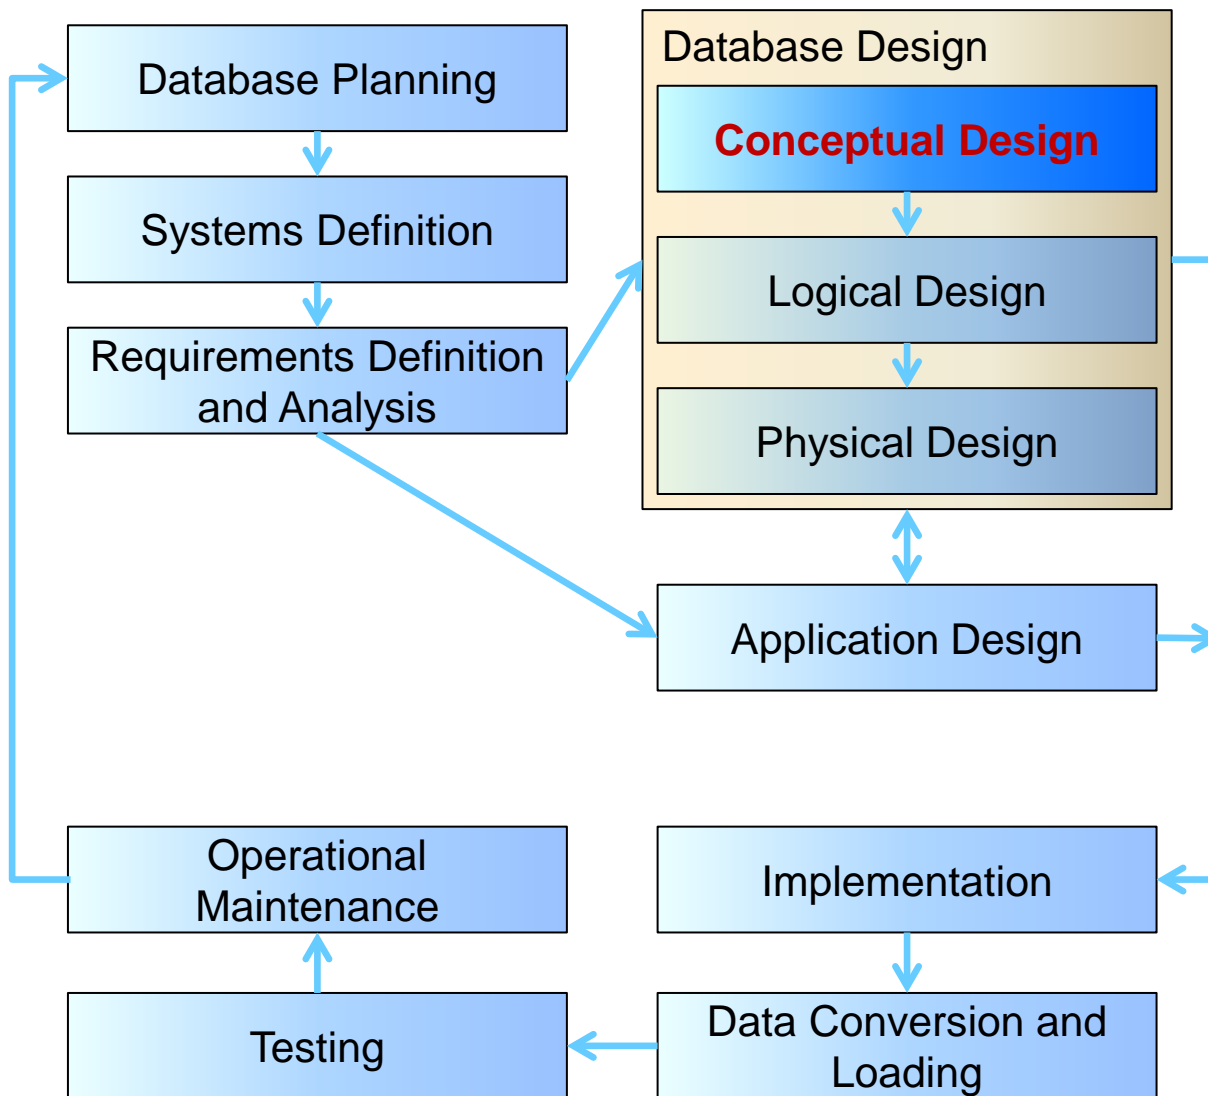 Database Planning
Systems Definition
Requirements Definition
and Analysis
Database Design
Conceptual Design
Logical Design
Physical Design
Application Design
Operational
Maintenance
Implementation
Testing
Data Conversion and
Loading